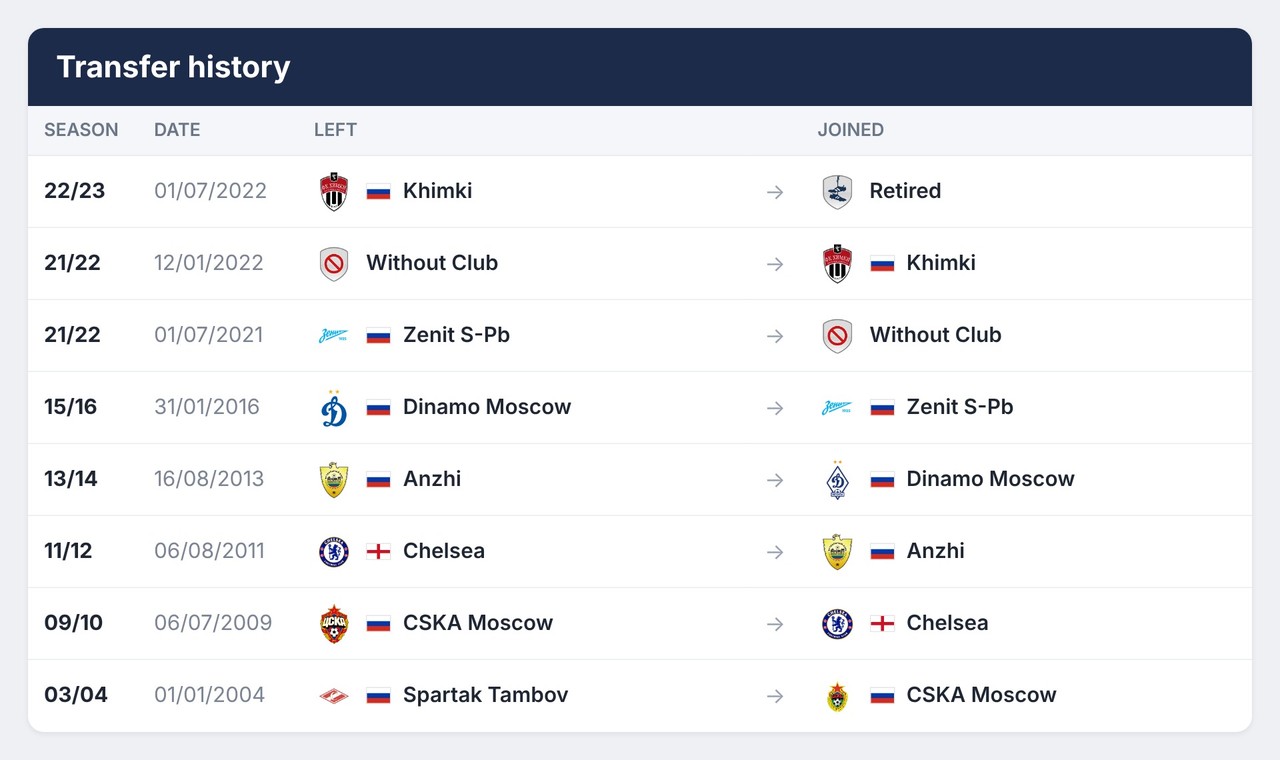 Transfer history
SEASON DATE LEFT JOINED
22/23 01/07/2022 Khimki → Retired
21/22 12/01/2022 Without Club → Khimki
21/22 01/07/2021 Zenit S-Pb → Without Club
15/16 31/01/2016 Dinamo Moscow → Zenit S-Pb
13/14 16/08/2013 Anzhi → Dinamo Moscow
11/12 06/08/2011 Chelsea → Anzhi
09/10 06/07/2009 CSKA Moscow → Chelsea
03/04 01/01/2004 Spartak Tambov → CSKA Moscow